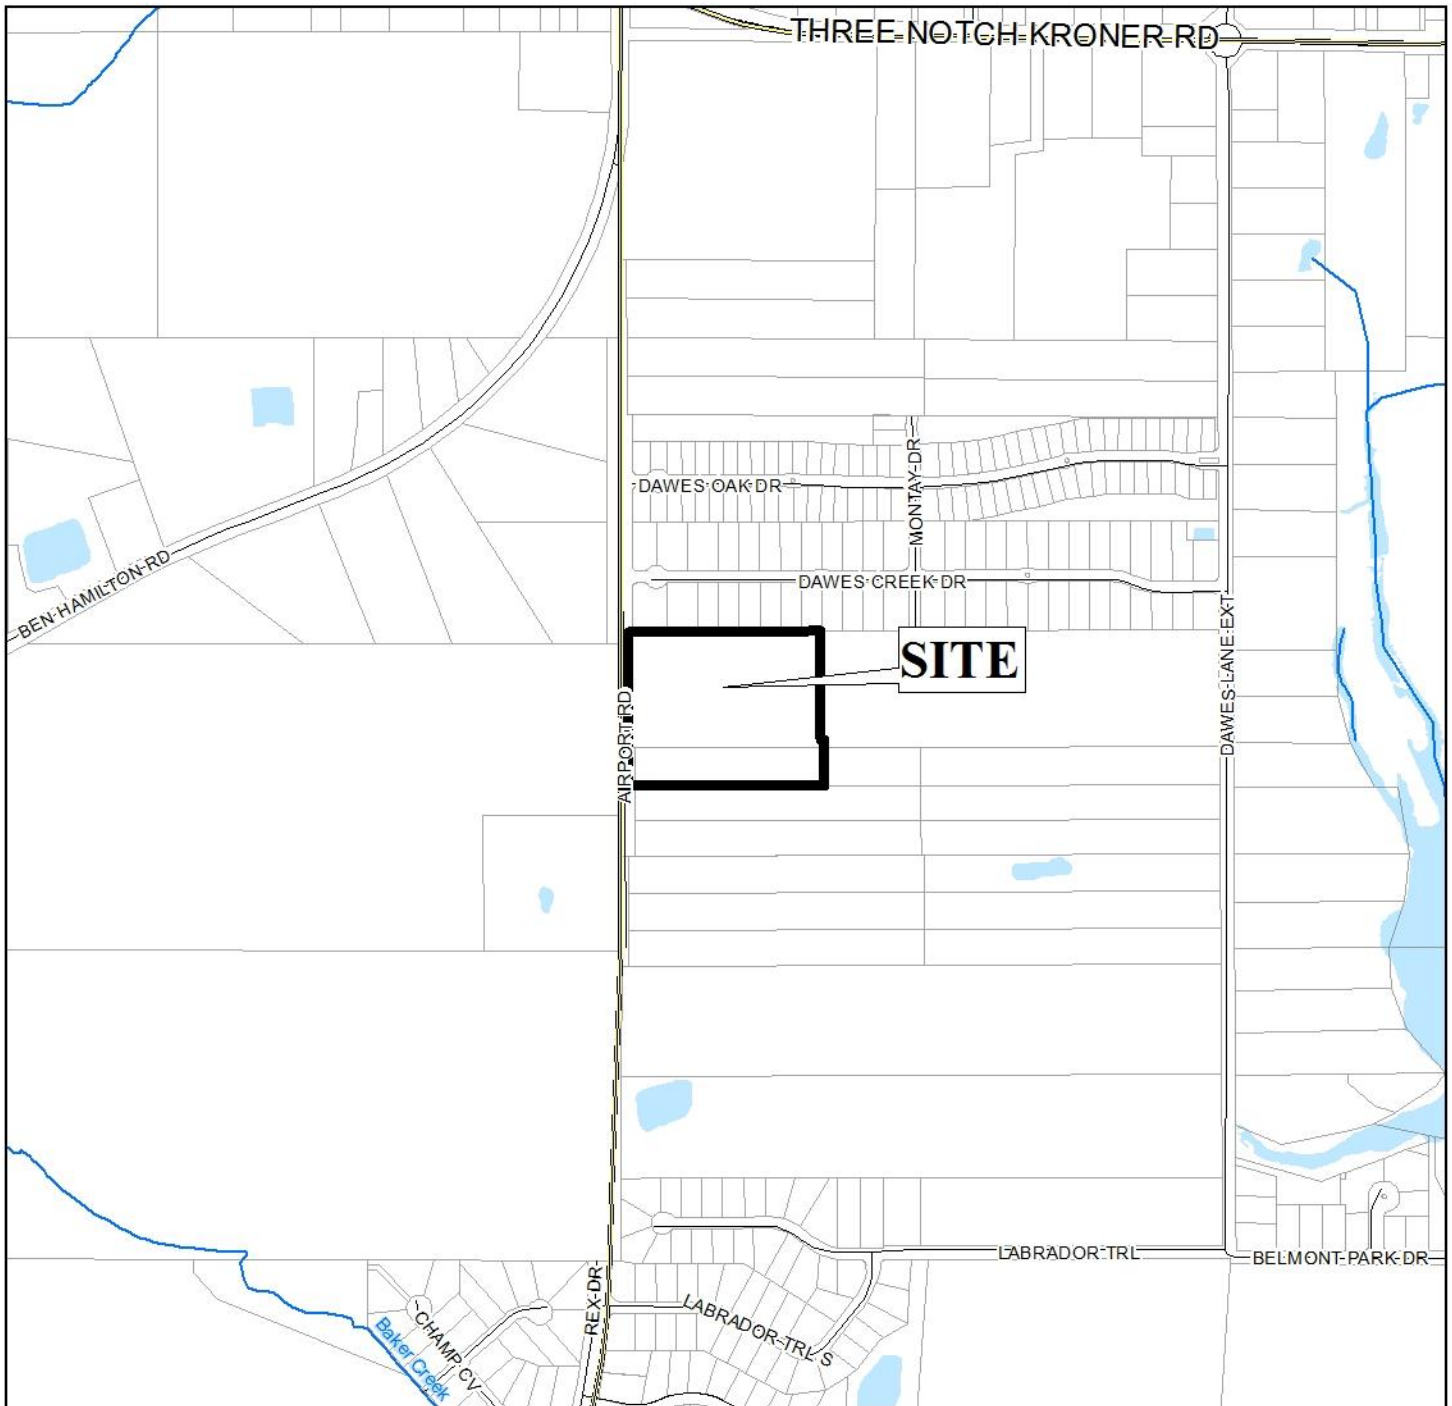 THREE NOTCH KRONER RD
DAWES OAK DR
MONTAY DR
BEN HAMILTON RD
DAWES CREEK DR
DAWES LANE EXT
SITE
AIRPORT RD
LABRADOR TRL
BELMONT PARK DR
REX DR
LABRADOR TRL S
CHAMP CV
Baker Creek